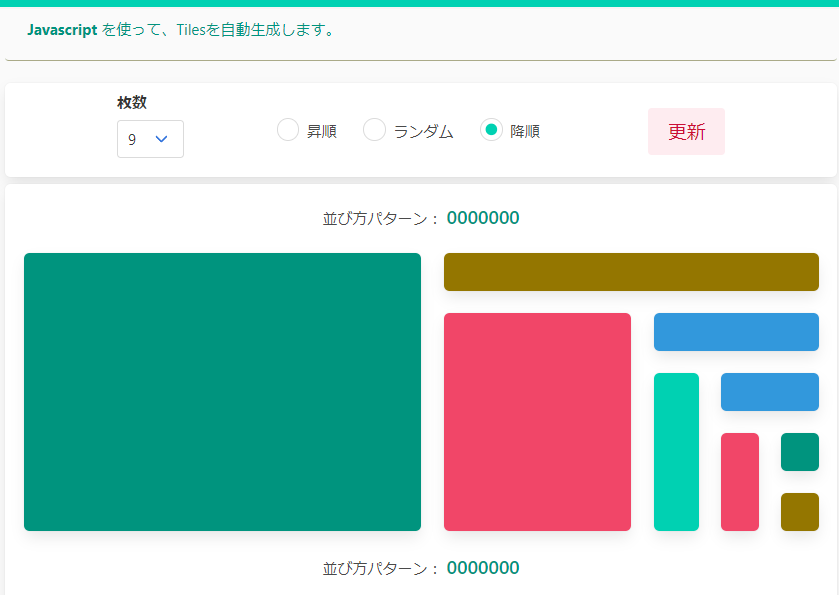 Javascript を使って、Tilesを自動生成します。
枚数
9
昇順 ランダム 降順
更新
並び方パターン： 0000000
並び方パターン： 0000000